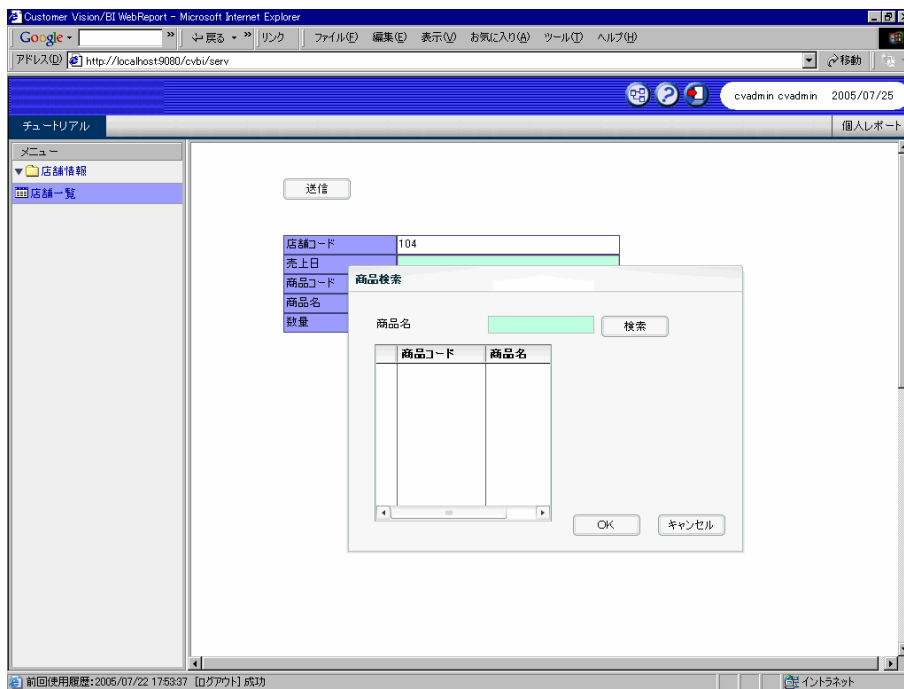 Customer Vision/BI WebReport - Microsoft Internet Explorer
Google ▾ » 戻る ▾ » リンク ファイル(F) 編集(E) 表示(V) お気に入り(A) ツール(T) ヘルプ(H)
アドレス(D) http://localhost:9080/cvbi/serv 移動
cvadmin cvadmin 2005/07/25
チュートリアル 個人レポート
メニュー
▼店舗情報
店舗一覧
送信
店舗コード 104
売上日
商品コード
商品名
数量
商品検索
商品名 検索
商品コード 商品名
OK キャンセル
前回使用履歴:2005/07/22 17:53:37 [ログアウト] 成功 イントラネット